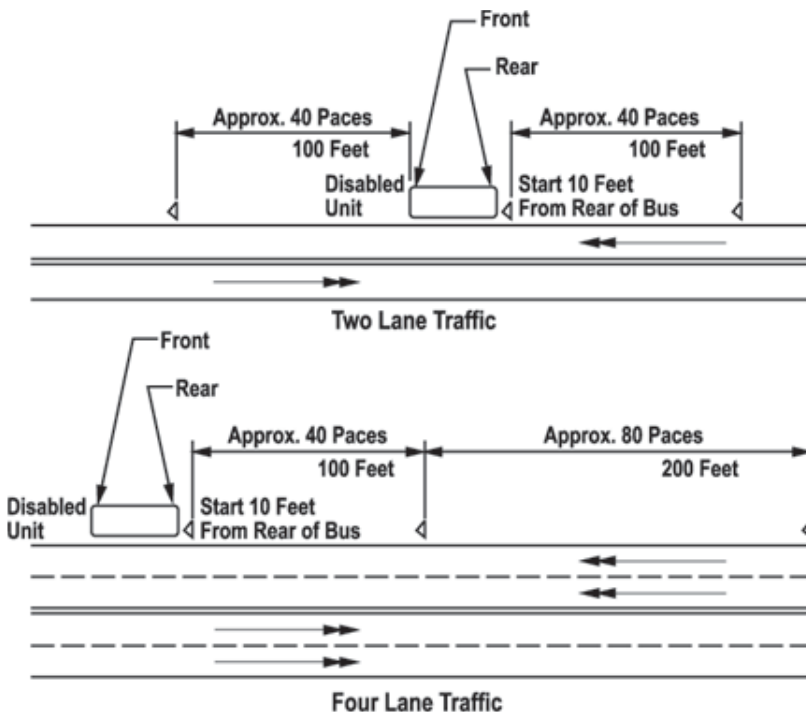 Front
Rear
Approx. 40 Paces
100 Feet
Approx. 40 Paces
100 Feet
Disabled
Unit
Start 10 Feet
From Rear of Bus
Two Lane Traffic
Front
Rear
Approx. 40 Paces
100 Feet
Approx. 80 Paces
200 Feet
Disabled
Unit
Start 10 Feet
From Rear of Bus
Four Lane Traffic